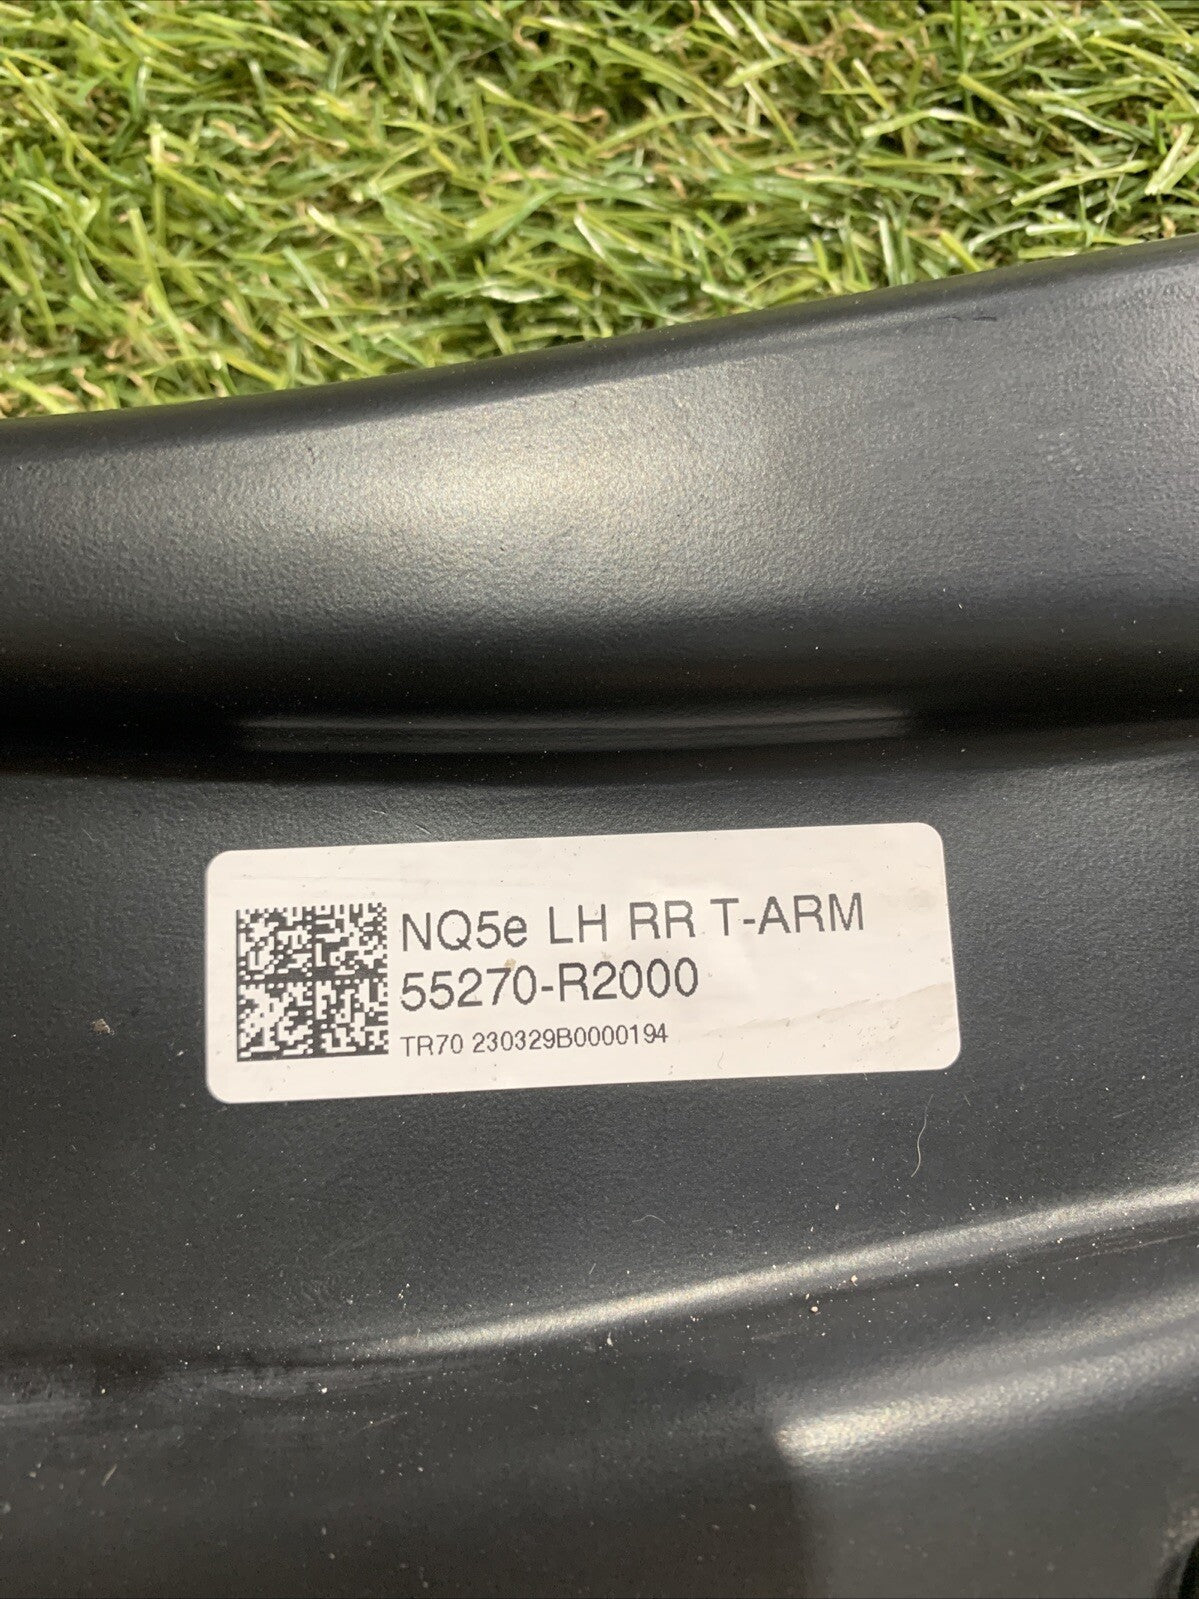 NQ5e LH RR T-ARM
55270-R2000
TR70 230329B0000194